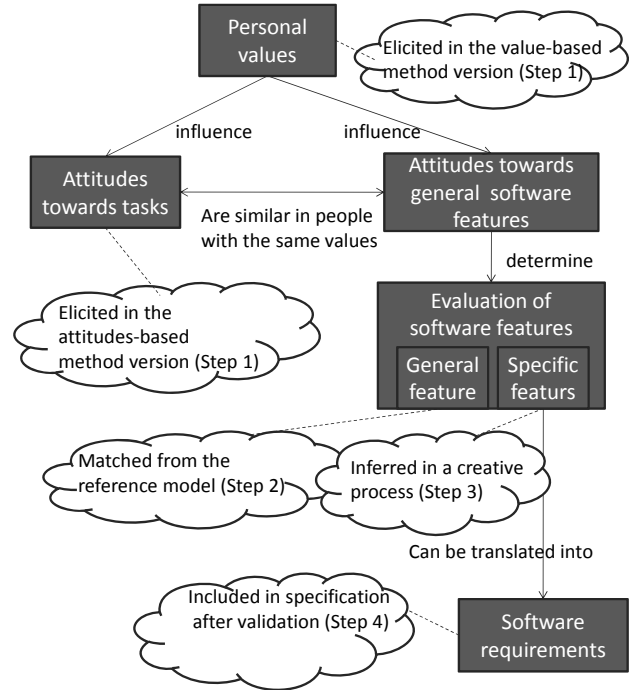 Personal
values
Elicited in the value-based
method version (Step 1)
influence
influence
Attitudes
towards tasks
Attitudes towards
general software
features
Are similar in people
with the same values
determine
Elicited in the
attitudes-based
method version (Step 1)
Evaluation of
software features
General
feature
Specific
featurs
Matched from the
reference model (Step 2)
Inferred in a creative
process (Step 3)
Can be translated into
Included in specification
after validation (Step 4)
Software
requirements